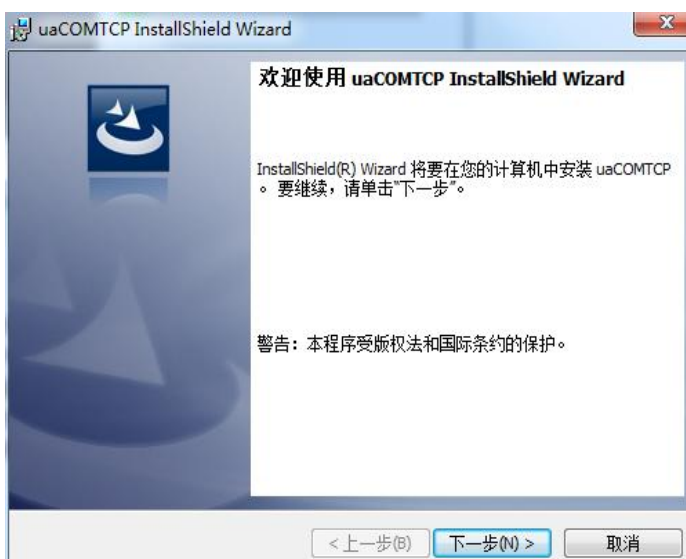 uaCOMTCP InstallShield Wizard
欢迎使用 uaCOMTCP InstallShield Wizard
InstallShield(R) Wizard 将要在您的计算机中安装 uaCOMTCP
。要继续，请单击“下一步”。
警告：本程序受版权法和国际条约的保护。
<上一步(B) 下一步(N) > 取消